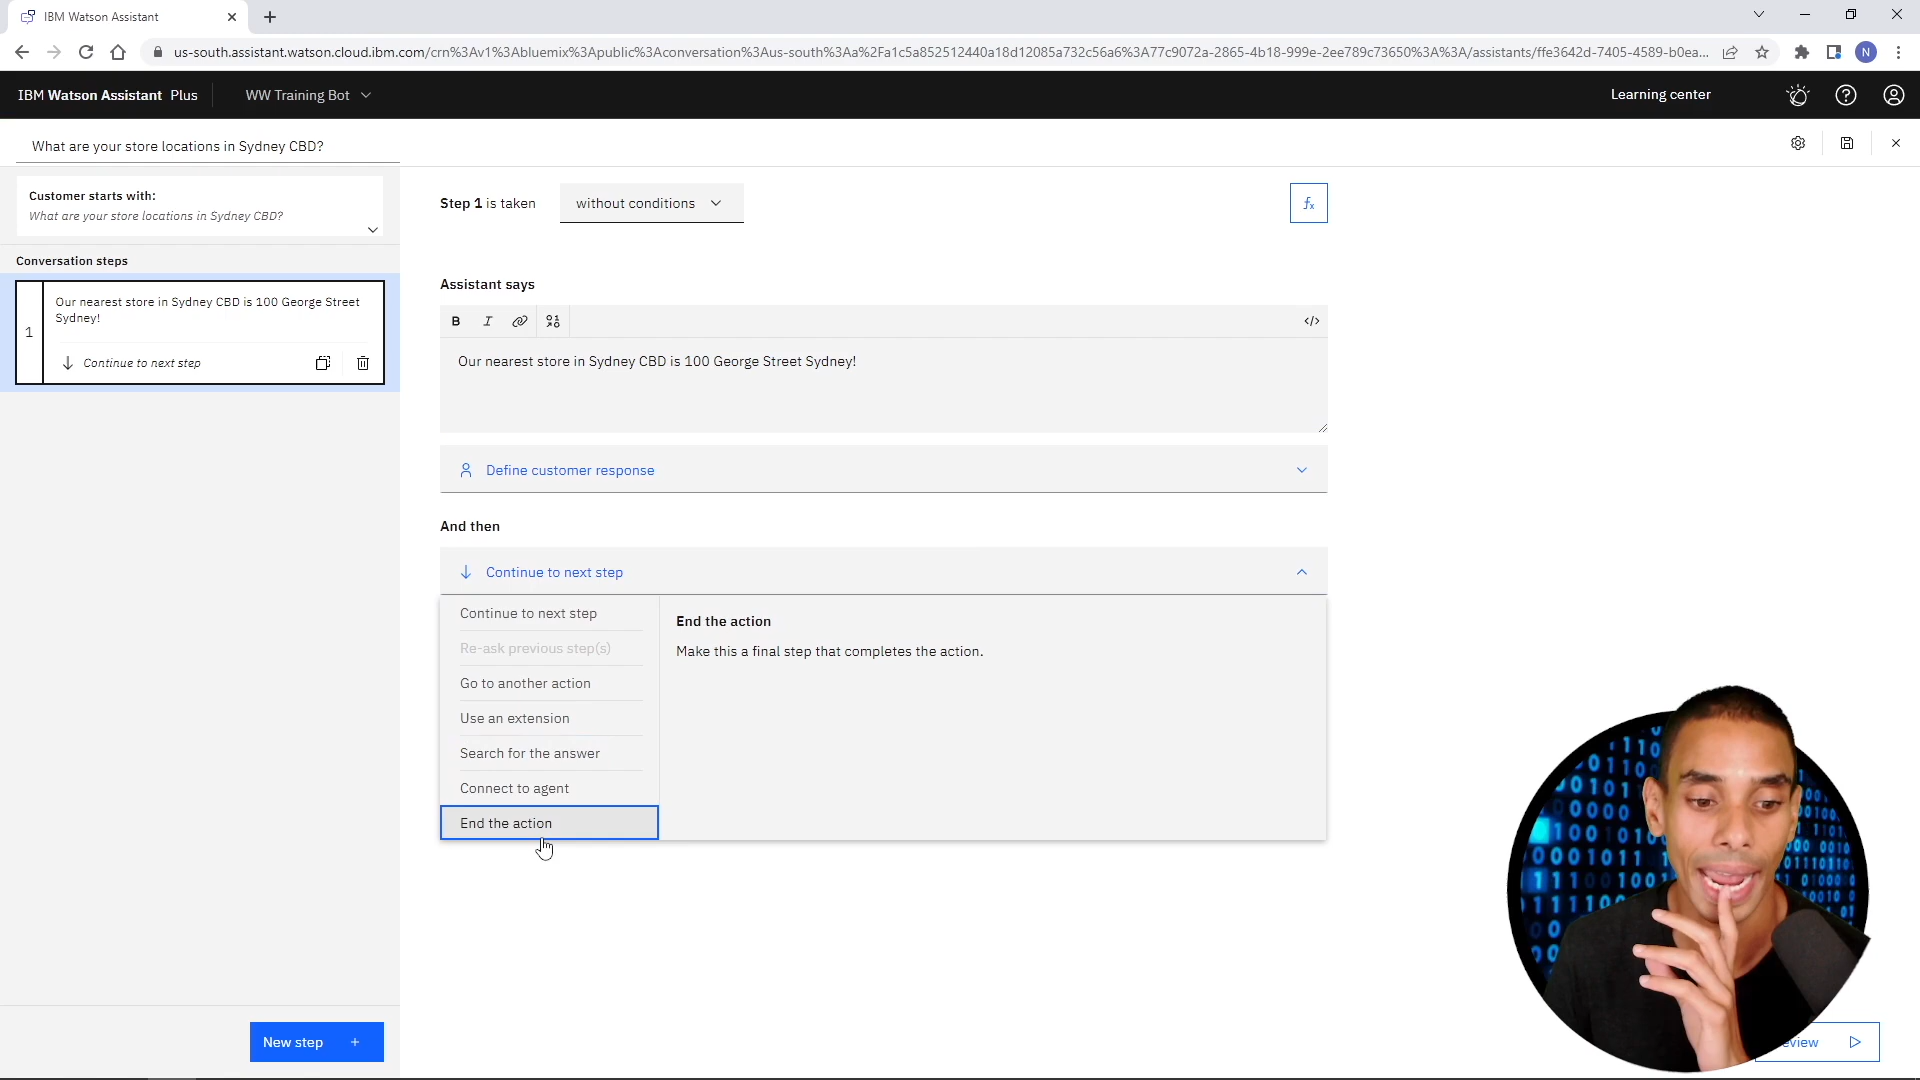 IBM Watson Assistant
us-south.assistant.watson.cloud.ibm.com/crn%3Av1%3Abluemix%3Apublic%3Aconversation%3Aus-south%3Aa%2Fa1c5a852512440a18d12085a732c56a6%3A77c9072a-2865-4b18-999e-2ee789c73650%3A%3A/assistants/ffe3642d-7405-4589-b0ea...
N
IBM Watson Assistant Plus
WW Training Bot
Learning center
What are your store locations in Sydney CBD?
Customer starts with:
What are your store locations in Sydney CBD?
Conversation steps
1
Our nearest store in Sydney CBD is 100 George Street
Sydney!
Continue to next step
New step +
Step 1 is taken
without conditions
fx
Assistant says
B I
</>
Our nearest store in Sydney CBD is 100 George Street Sydney!
Define customer response
And then
Continue to next step
Continue to next step
Re-ask previous step(s)
Go to another action
Use an extension
Search for the answer
Connect to agent
End the action
End the action
Make this a final step that completes the action.
eview